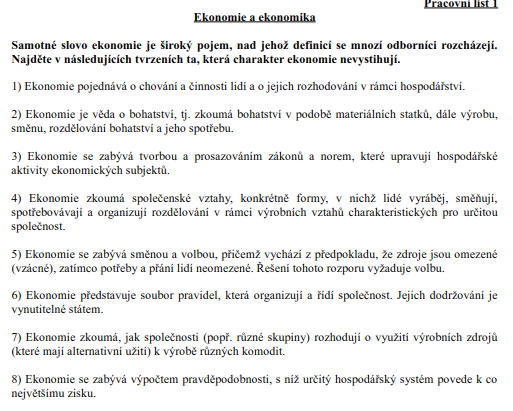 Pracovní list 1
Ekonomie a ekonomika
Samotné slovo ekonomie je široký pojem, nad jehož definicí se mnozí odborníci rozcházejí.
Najděte v následujících tvrzeních ta, která charakter ekonomie nevystihují.
1) Ekonomie pojednává o chování a činnosti lidí a o jejich rozhodování v rámci hospodářství.
2) Ekonomie je věda o bohatství, tj. zkoumá bohatství v podobě materiálních statků, dále výrobu,
směnu, rozdělování bohatství a jeho spotřebu.
3) Ekonomie se zabývá tvorbou a prosazováním zákonů a norem, které upravují hospodářské
aktivity ekonomických subjektů.
4) Ekonomie zkoumá společenské vztahy, konkrétně formy, v nichž lidé vyráběj, směňují,
spotřebovávají a organizují rozdělování v rámci výrobních vztahů charakteristických pro určitou
společnost.
5) Ekonomie se zabývá směnou a volbou, přičemž vychází z předpokladu, že zdroje jsou omezené
(vzácné), zatímco potřeby a přání lidí neomezené. Řešení tohoto rozporu vyžaduje volbu.
6) Ekonomie představuje soubor pravidel, která organizují a řídí společnost. Jejich dodržování je
vynutitelné státem.
7) Ekonomie zkoumá, jak společnosti (popř. různé skupiny) rozhodují o využití výrobních zdrojů
(které mají alternativní užití) k výrobě různých komodit.
8) Ekonomie se zabývá výpočtem pravděpodobnosti, s níž určitý hospodářský systém povede k co
největšímu zisku.